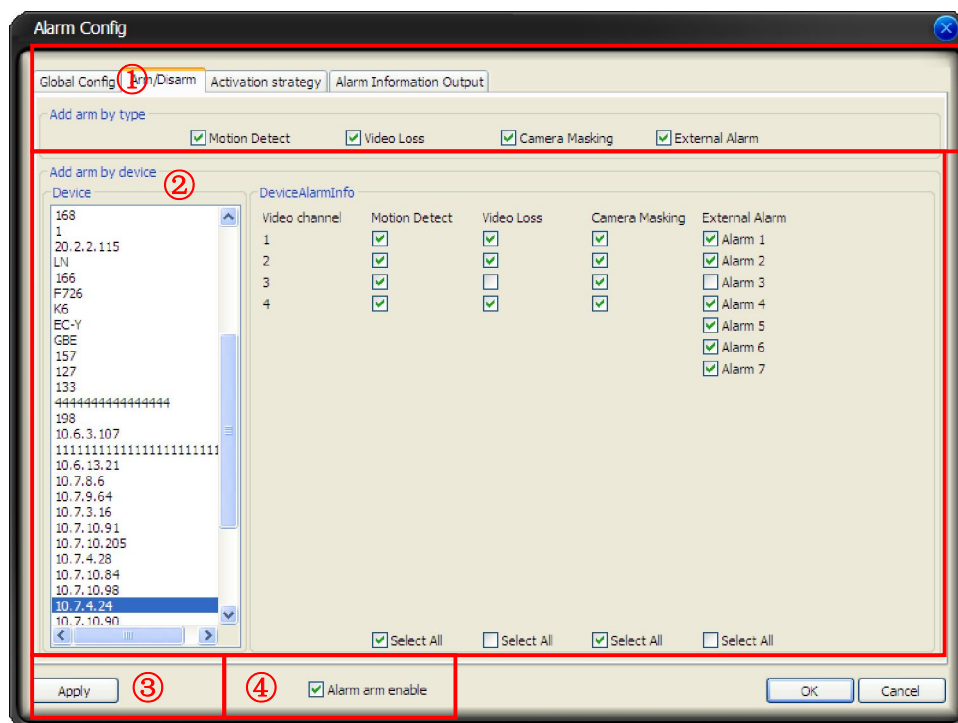 Alarm Config
Global Config Arm/Disarm Activation strategy Alarm Information Output
①
Add arm by type
Motion Detect Video Loss Camera Masking External Alarm
Add arm by device
②
Device
168
1
20.2.2.115
LN
166
F726
K6
EC-Y
GBE
157
127
133
4444444444444444
198
10.6.3.107
10.6.13.21
10.7.8.6
10.7.9.64
10.7.3.16
10.7.10.91
10.7.10.205
10.7.4.28
10.7.10.84
10.7.10.98
10.7.4.24
10.7.10.90
DeviceAlarmInfo
Video channel Motion Detect Video Loss Camera Masking External Alarm
1 Alarm 1
2 Alarm 2
3 Alarm 3
4 Alarm 4
Alarm 5
Alarm 6
Alarm 7
Select All Select All Select All Select All
Apply ③ ④ Alarm arm enable OK Cancel